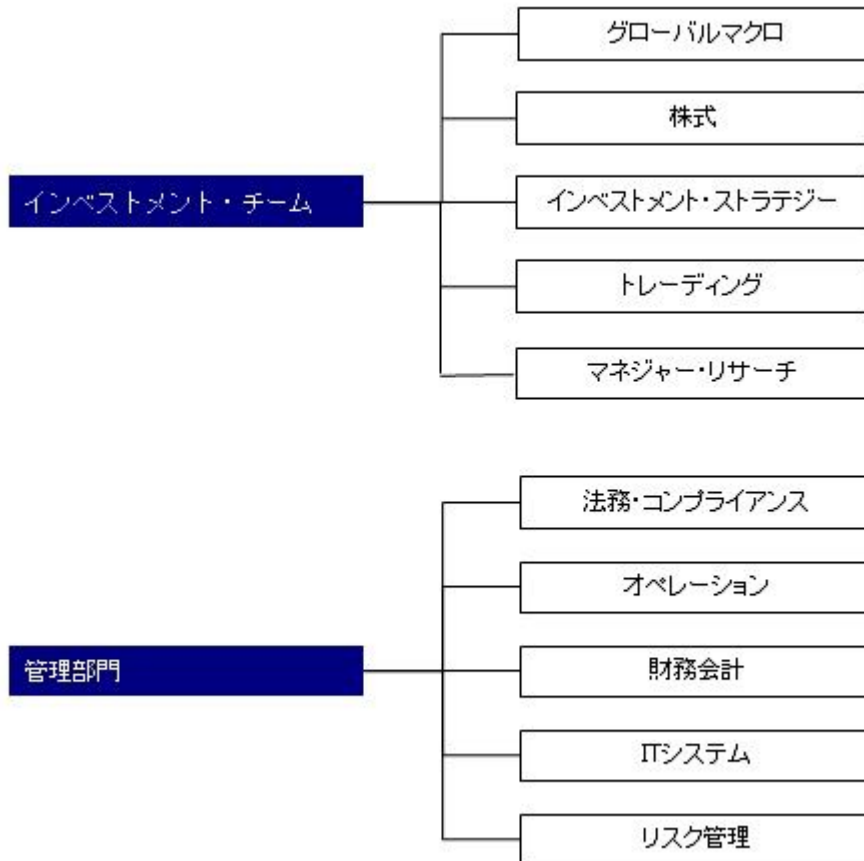 グローバルマクロ
株式
インベストメント・チーム
インベストメント・ストラテジー
トレーディング
マネジャー・リサーチ
法務・コンプライアンス
オペレーション
管理部門
財務会計
ITシステム
リスク管理